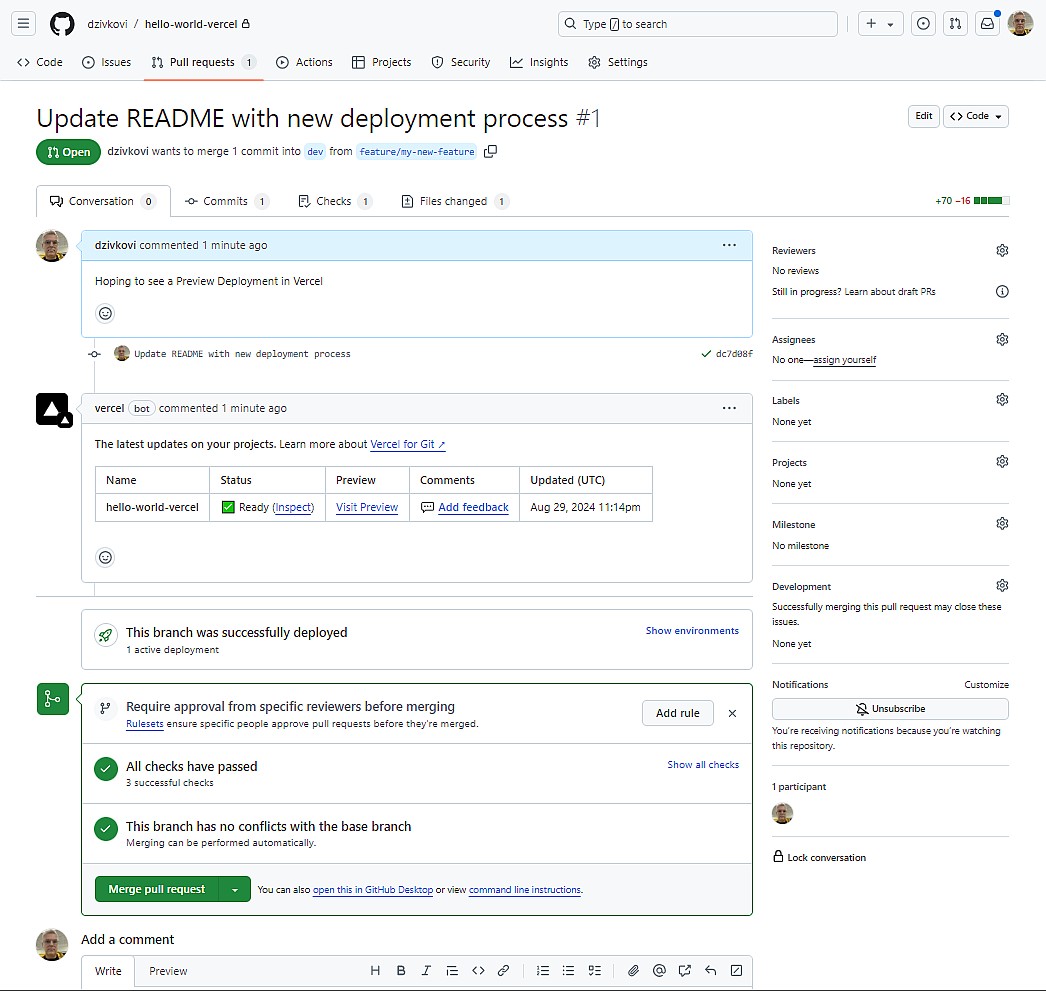 dzivkovi / hello-world-vercel
Type / to search
Code
Issues
Pull requests 1
Actions
Projects
Security
Insights
Settings
Update README with new deployment process #1
Edit
Code
Open
dzivkovi wants to merge 1 commit into dev from feature/my-new-feature
Conversation 0
Commits 1
Checks 1
Files changed 1
+70 −16
dzivkovi commented 1 minute ago
Hoping to see a Preview Deployment in Vercel
Update README with new deployment process
dc7d08f
vercel bot commented 1 minute ago
The latest updates on your projects. Learn more about Vercel for Git ↗
Name Status Preview Comments Updated (UTC)
hello-world-vercel ✅ Ready (Inspect) Visit Preview 💬 Add feedback Aug 29, 2024 11:14pm
This branch was successfully deployed
1 active deployment
Show environments
Require approval from specific reviewers before merging
Rulesets ensure specific people approve pull requests before they're merged.
Add rule
All checks have passed
3 successful checks
Show all checks
This branch has no conflicts with the base branch
Merging can be performed automatically.
Merge pull request
You can also open this in GitHub Desktop or view command line instructions.
Add a comment
Write
Preview
Reviewers
No reviews
Still in progress? Learn about draft PRs
Assignees
No one—assign yourself
Labels
None yet
Projects
None yet
Milestone
No milestone
Development
Successfully merging this pull request may close these
issues.
None yet
Notifications
Customize
Unsubscribe
You're receiving notifications because you're watching
this repository.
1 participant
Lock conversation